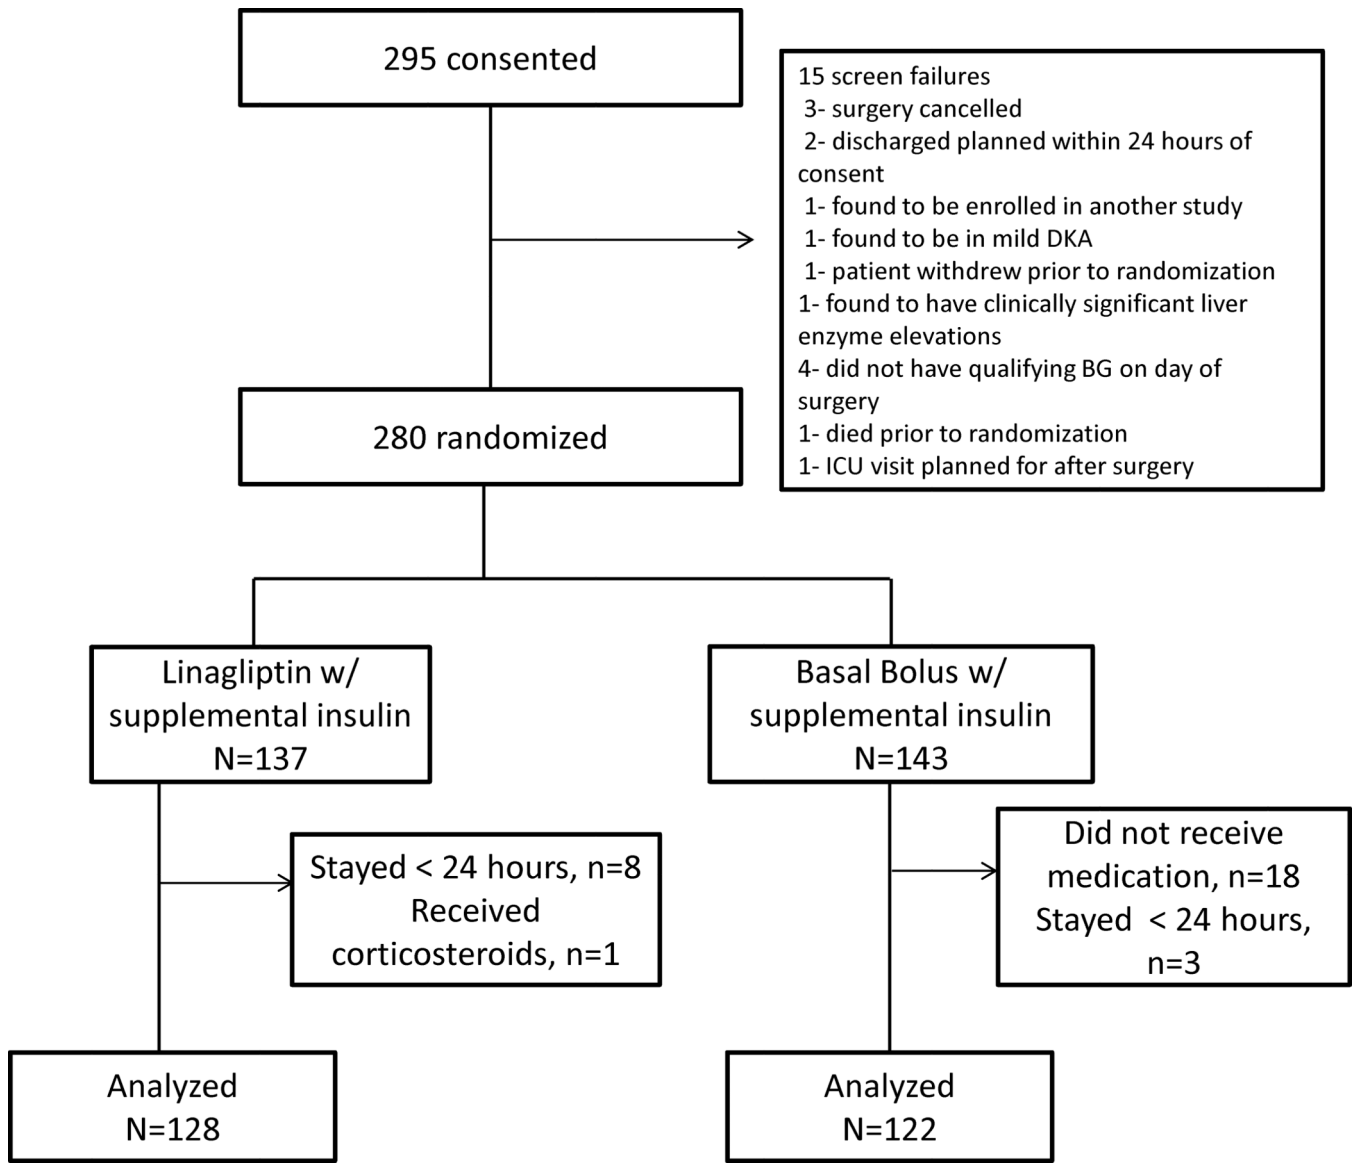 295 consented
15 screen failures
3- surgery cancelled
2- discharged planned within 24 hours of
consent
1- found to be enrolled in another study
1- found to be in mild DKA
1- patient withdrew prior to randomization
1- found to have clinically significant liver
enzyme elevations
4- did not have qualifying BG on day of
surgery
1- died prior to randomization
1- ICU visit planned for after surgery
280 randomized
Linagliptin w/
supplemental insulin
N=137
Basal Bolus w/
supplemental insulin
N=143
Stayed < 24 hours, n=8
Received
corticosteroids, n=1
Did not receive
medication, n=18
Stayed < 24 hours,
n=3
Analyzed
N=128
Analyzed
N=122